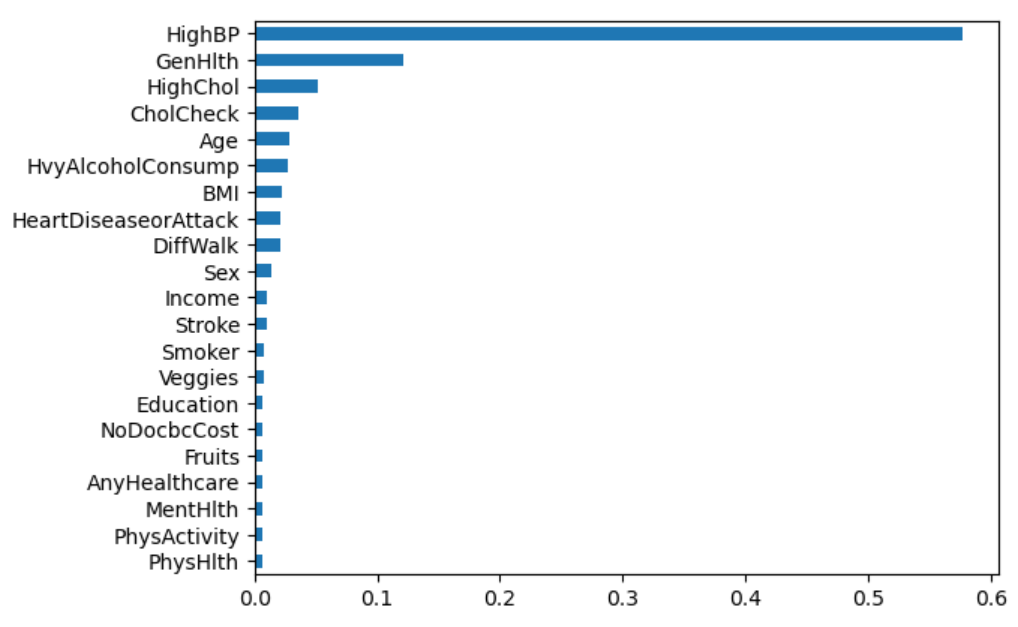 HighBP
GenHlth
HighChol
CholCheck
Age
HvyAlcoholConsump
BMI
HeartDiseaseorAttack
DiffWalk
Sex
Income
Stroke
Smoker
Veggies
Education
NoDocbcCost
Fruits
AnyHealthcare
MentHlth
PhysActivity
PhysHlth
0.0 0.1 0.2 0.3 0.4 0.5 0.6